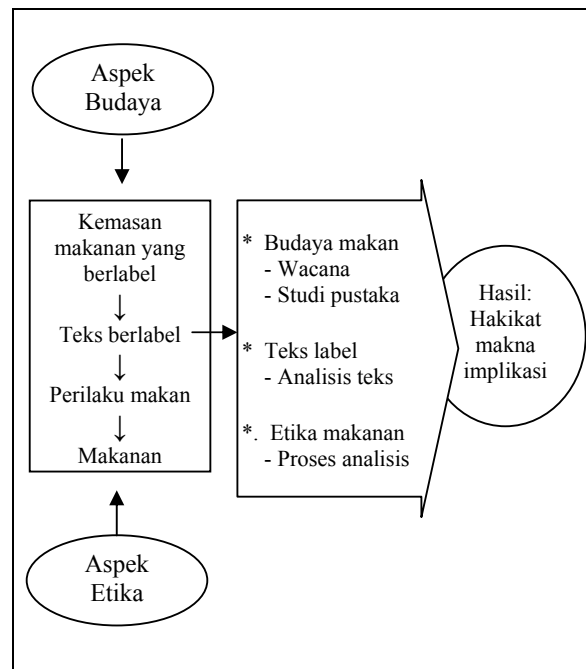 Aspek
Budaya
Kemasan
makanan yang
berlabel
↓
Teks berlabel
↓
Perilaku makan
↓
Makanan
Aspek
Etika
* Budaya makan
- Wacana
- Studi pustaka
* Teks label
- Analisis teks
*. Etika makanan
- Proses analisis
Hasil:
Hakikat
makna
implikasi